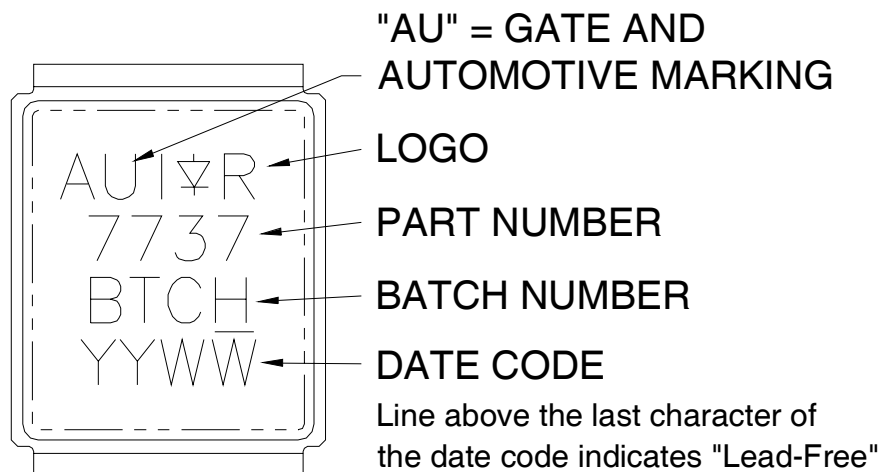 "AU" = GATE AND
AUTOMOTIVE MARKING
AUI R
LOGO
7737
PART NUMBER
BTCH
BATCH NUMBER
YYWW
DATE CODE
Line above the last character of
the date code indicates "Lead-Free"